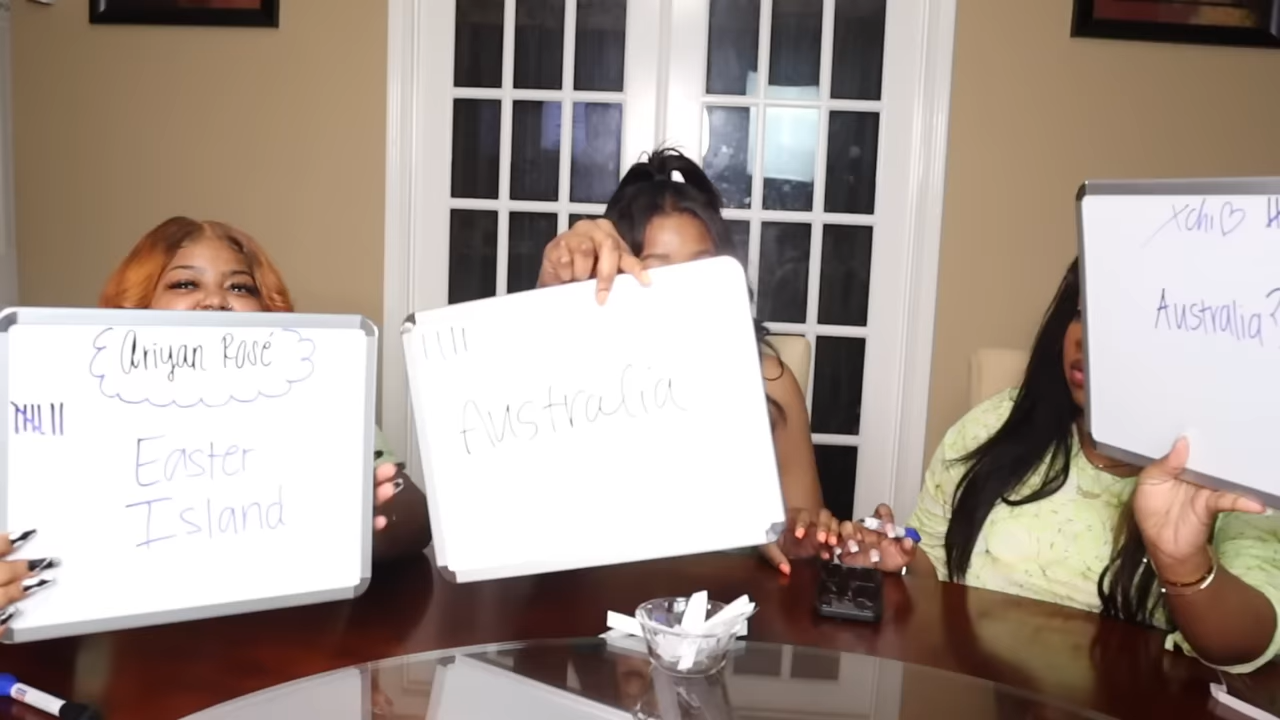 Ariyan Rosé
Easter
Island
Australia
xchi♡
Australia?